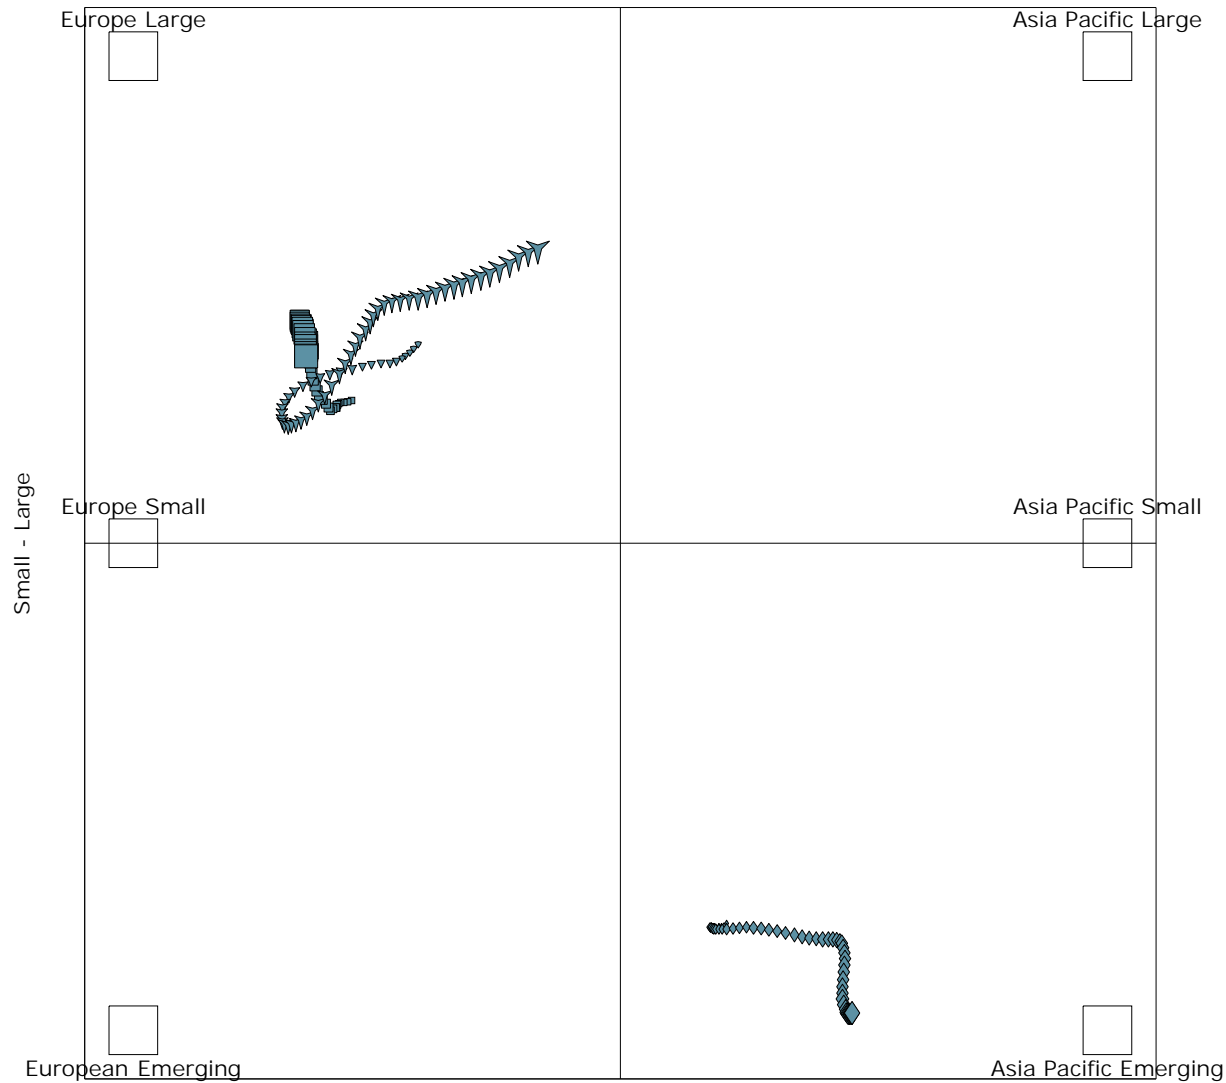 Europe Large
Asia Pacific Large
Small - Large
Europe Small
Asia Pacific Small
European Emerging
Asia Pacific Emerging